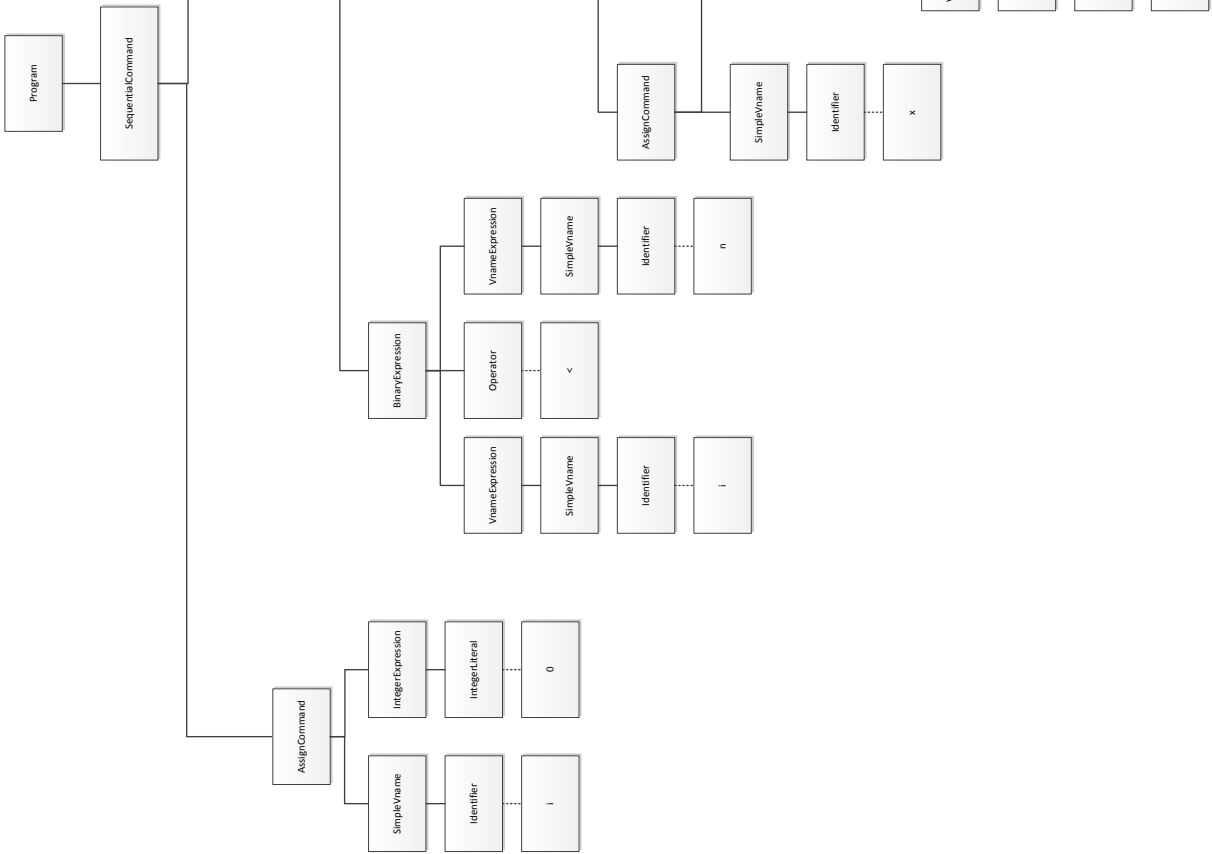 Program
SequentialCommand
AssignCommand
SimpleVname
Identifier
i
IntegerExpression
IntegerLiteral
0
BinaryExpression
VnameExpression
SimpleVname
Identifier
i
Operator
<
VnameExpression
SimpleVname
Identifier
n
AssignCommand
SimpleVname
Identifier
x